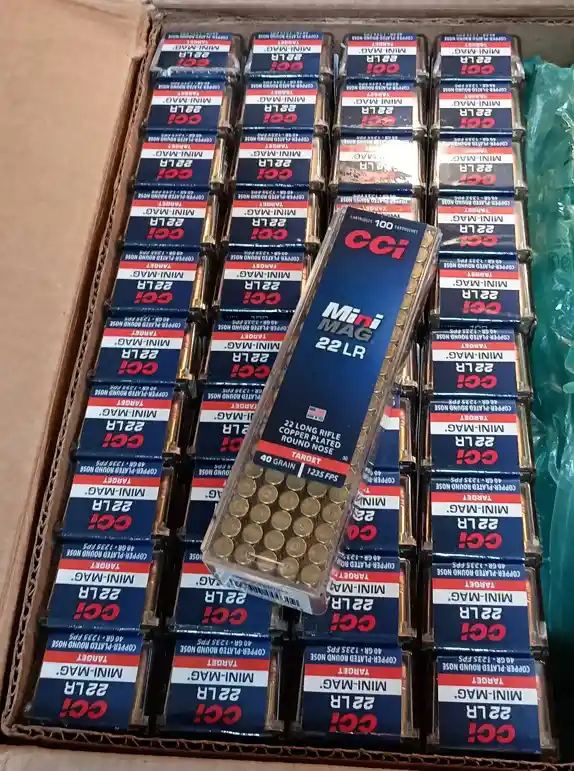 CARTRIDGES 100 CARTOUCHES
CCi
Mini
MAG
22 LR
22 LONG RIFLE
COPPER PLATED
ROUND NOSE
TARGET
40 GRAIN | 1235 FPS
CCi
22LR
MINI-MAG
TARGET
COPPER-PLATED ROUND NOSE
40 GR • 1235 FPS